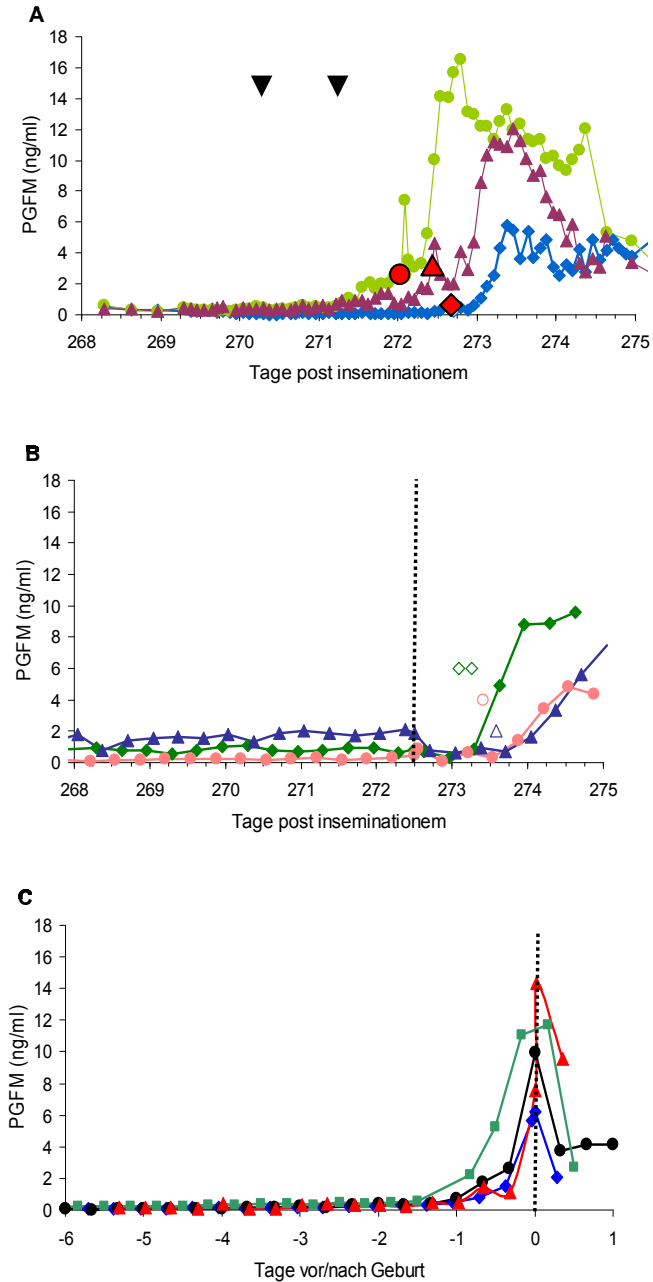 A
18
16
14
12
10
8
6
4
2
0
PGFM (ng/ml)
268 269 270 271 272 273 274 275
Tage post inseminationem
B
18
16
14
12
10
8
6
4
2
0
PGFM (ng/ml)
268 269 270 271 272 273 274 275
Tage post inseminationem
C
18
16
14
12
10
8
6
4
2
0
PGFM (ng/ml)
-6 -5 -4 -3 -2 -1 0 1
Tage vor/nach Geburt